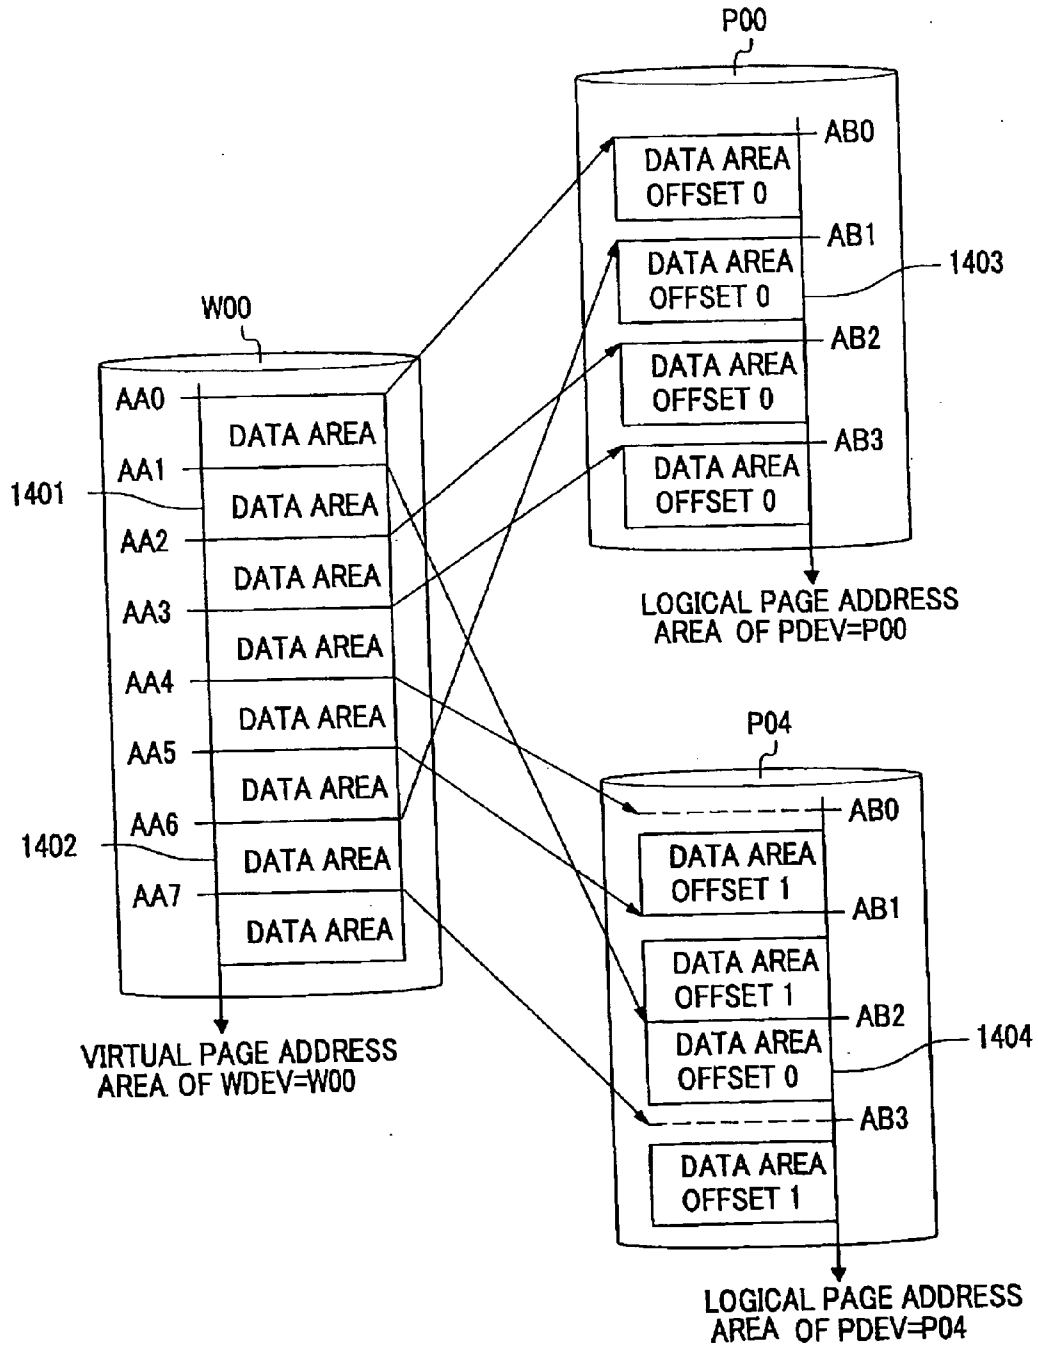 P00
AB0
DATA AREA
OFFSET 0
AB1
DATA AREA
OFFSET 0
1403
AB2
DATA AREA
OFFSET 0
AB3
DATA AREA
OFFSET 0
LOGICAL PAGE ADDRESS
AREA OF PDEV=P00
W00
AA0
DATA AREA
AA1
1401
DATA AREA
AA2
DATA AREA
AA3
DATA AREA
AA4
DATA AREA
AA5
DATA AREA
AA6
1402
DATA AREA
AA7
DATA AREA
VIRTUAL PAGE ADDRESS
AREA OF WDEV=W00
P04
AB0
DATA AREA
OFFSET 1
AB1
DATA AREA
OFFSET 1
AB2
DATA AREA
OFFSET 0
1404
AB3
DATA AREA
OFFSET 1
LOGICAL PAGE ADDRESS
AREA OF PDEV=P04